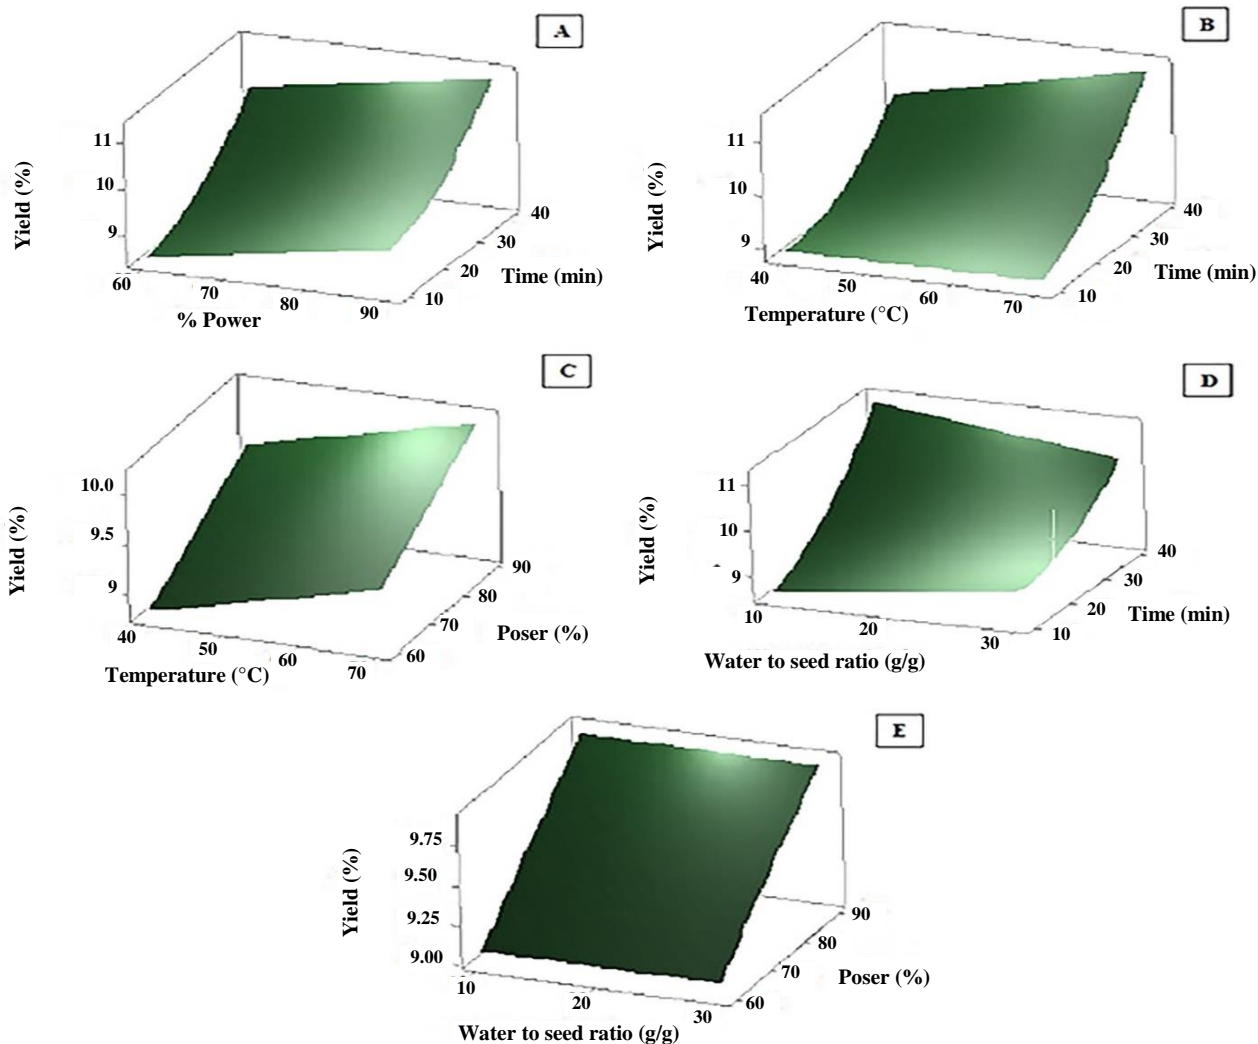 A
Yield (%)
11
10
9
60
70
80
90
% Power
10
20
30
40
Time (min)
B
Yield (%)
11
10
9
40
50
60
70
Temperature (°C)
10
20
30
40
Time (min)
C
Yield (%)
10.0
9.5
9
40
50
60
70
Temperature (°C)
60
70
80
90
Poser (%)
D
Yield (%)
11
10
9
10
20
30
Water to seed ratio (g/g)
10
20
30
40
Time (min)
E
Yield (%)
9.75
9.50
9.25
9.00
10
20
30
Water to seed ratio (g/g)
60
70
80
90
Poser (%)